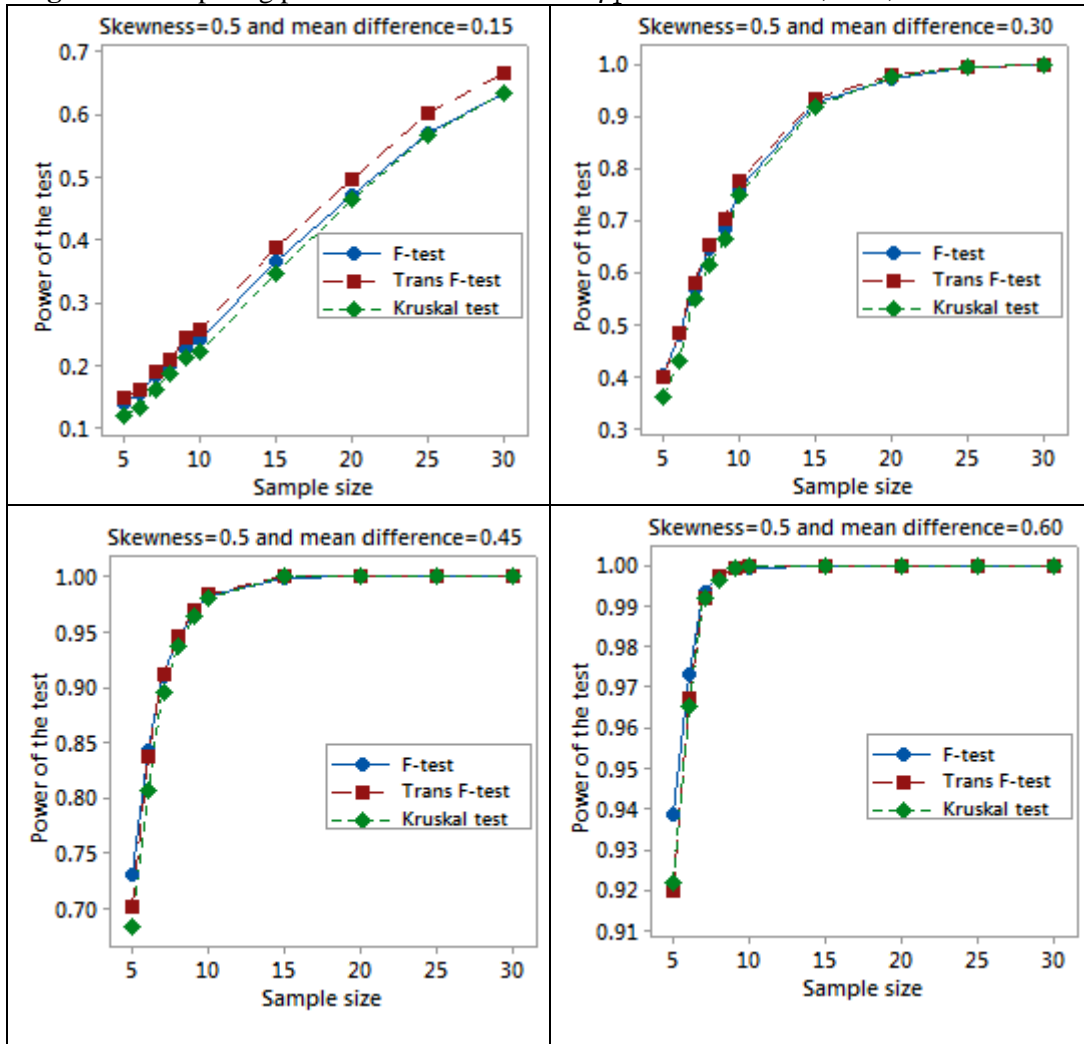 Skewness=0.5 and mean difference=0.15
0.7
0.6
0.5
0.4
0.3
0.2
0.1
Power of the test
F-test
Trans F-test
Kruskal test
5 10 15 20 25 30
Sample size
Skewness=0.5 and mean difference=0.30
1.0
0.9
0.8
0.7
0.6
0.5
0.4
0.3
Power of the test
F-test
Trans F-test
Kruskal test
5 10 15 20 25 30
Sample size
Skewness=0.5 and mean difference=0.45
1.00
0.95
0.90
0.85
0.80
0.75
0.70
Power of the test
F-test
Trans F-test
Kruskal test
5 10 15 20 25 30
Sample size
Skewness=0.5 and mean difference=0.60
1.00
0.99
0.98
0.97
0.96
0.95
0.94
0.93
0.92
0.91
Power of the test
F-test
Trans F-test
Kruskal test
5 10 15 20 25 30
Sample size